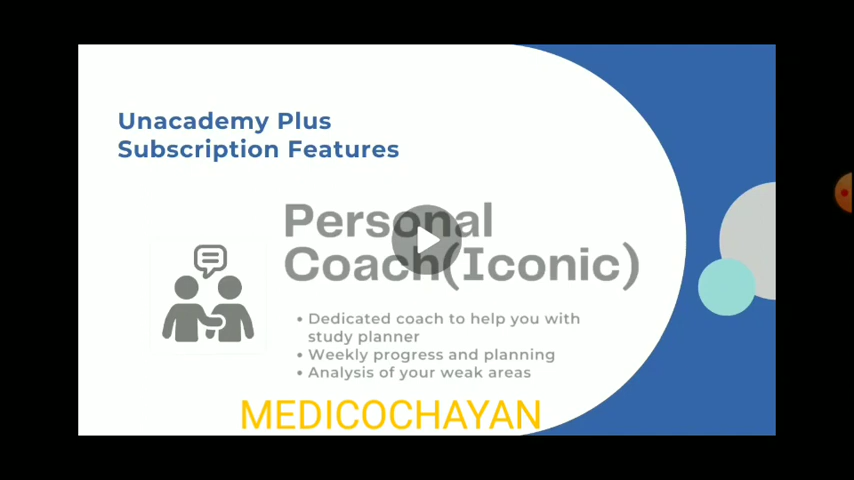 Unacademy Plus
Subscription Features
Personal
Coach(Iconic)
• Dedicated coach to help you with
study planner
• Weekly progress and planning
• Analysis of your weak areas
MEDICOCHAYAN